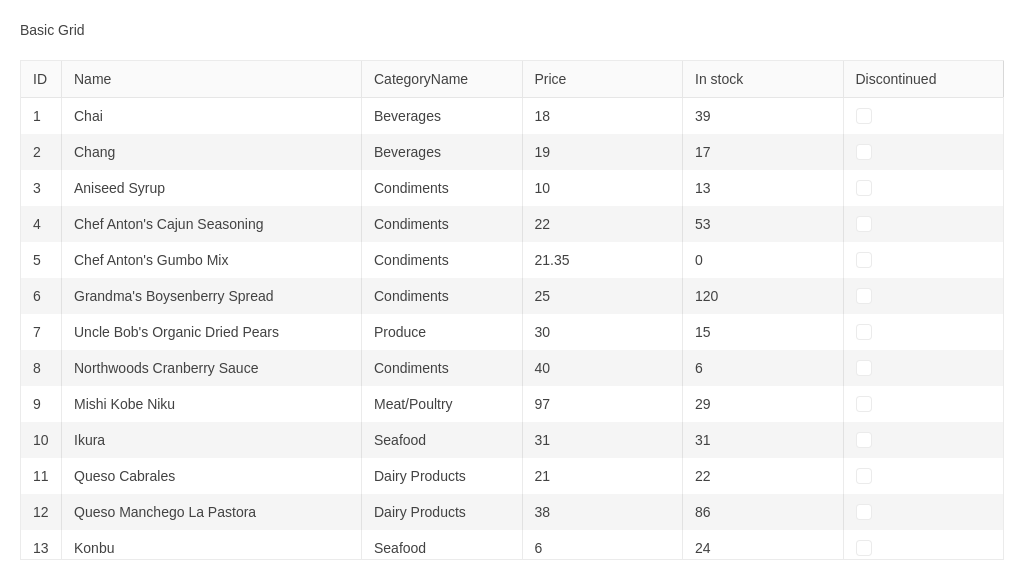 Basic Grid
ID Name CategoryName Price In stock Discontinued
1 Chai Beverages 18 39
2 Chang Beverages 19 17
3 Aniseed Syrup Condiments 10 13
4 Chef Anton's Cajun Seasoning Condiments 22 53
5 Chef Anton's Gumbo Mix Condiments 21.35 0
6 Grandma's Boysenberry Spread Condiments 25 120
7 Uncle Bob's Organic Dried Pears Produce 30 15
8 Northwoods Cranberry Sauce Condiments 40 6
9 Mishi Kobe Niku Meat/Poultry 97 29
10 Ikura Seafood 31 31
11 Queso Cabrales Dairy Products 21 22
12 Queso Manchego La Pastora Dairy Products 38 86
13 Konbu Seafood 6 24